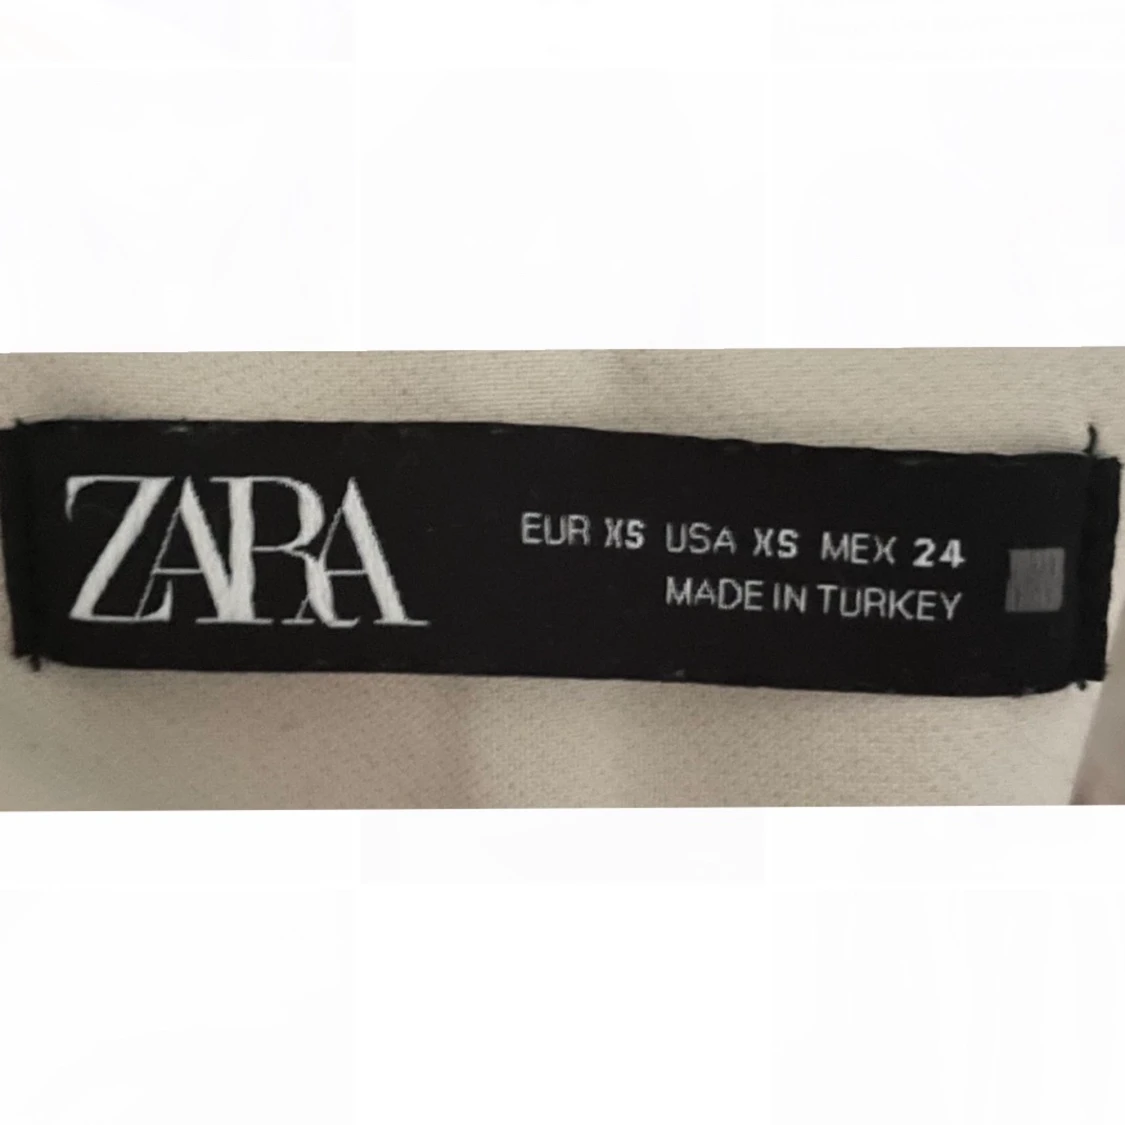 ZARA
EUR XS USA XS MEX 24
MADE IN TURKEY